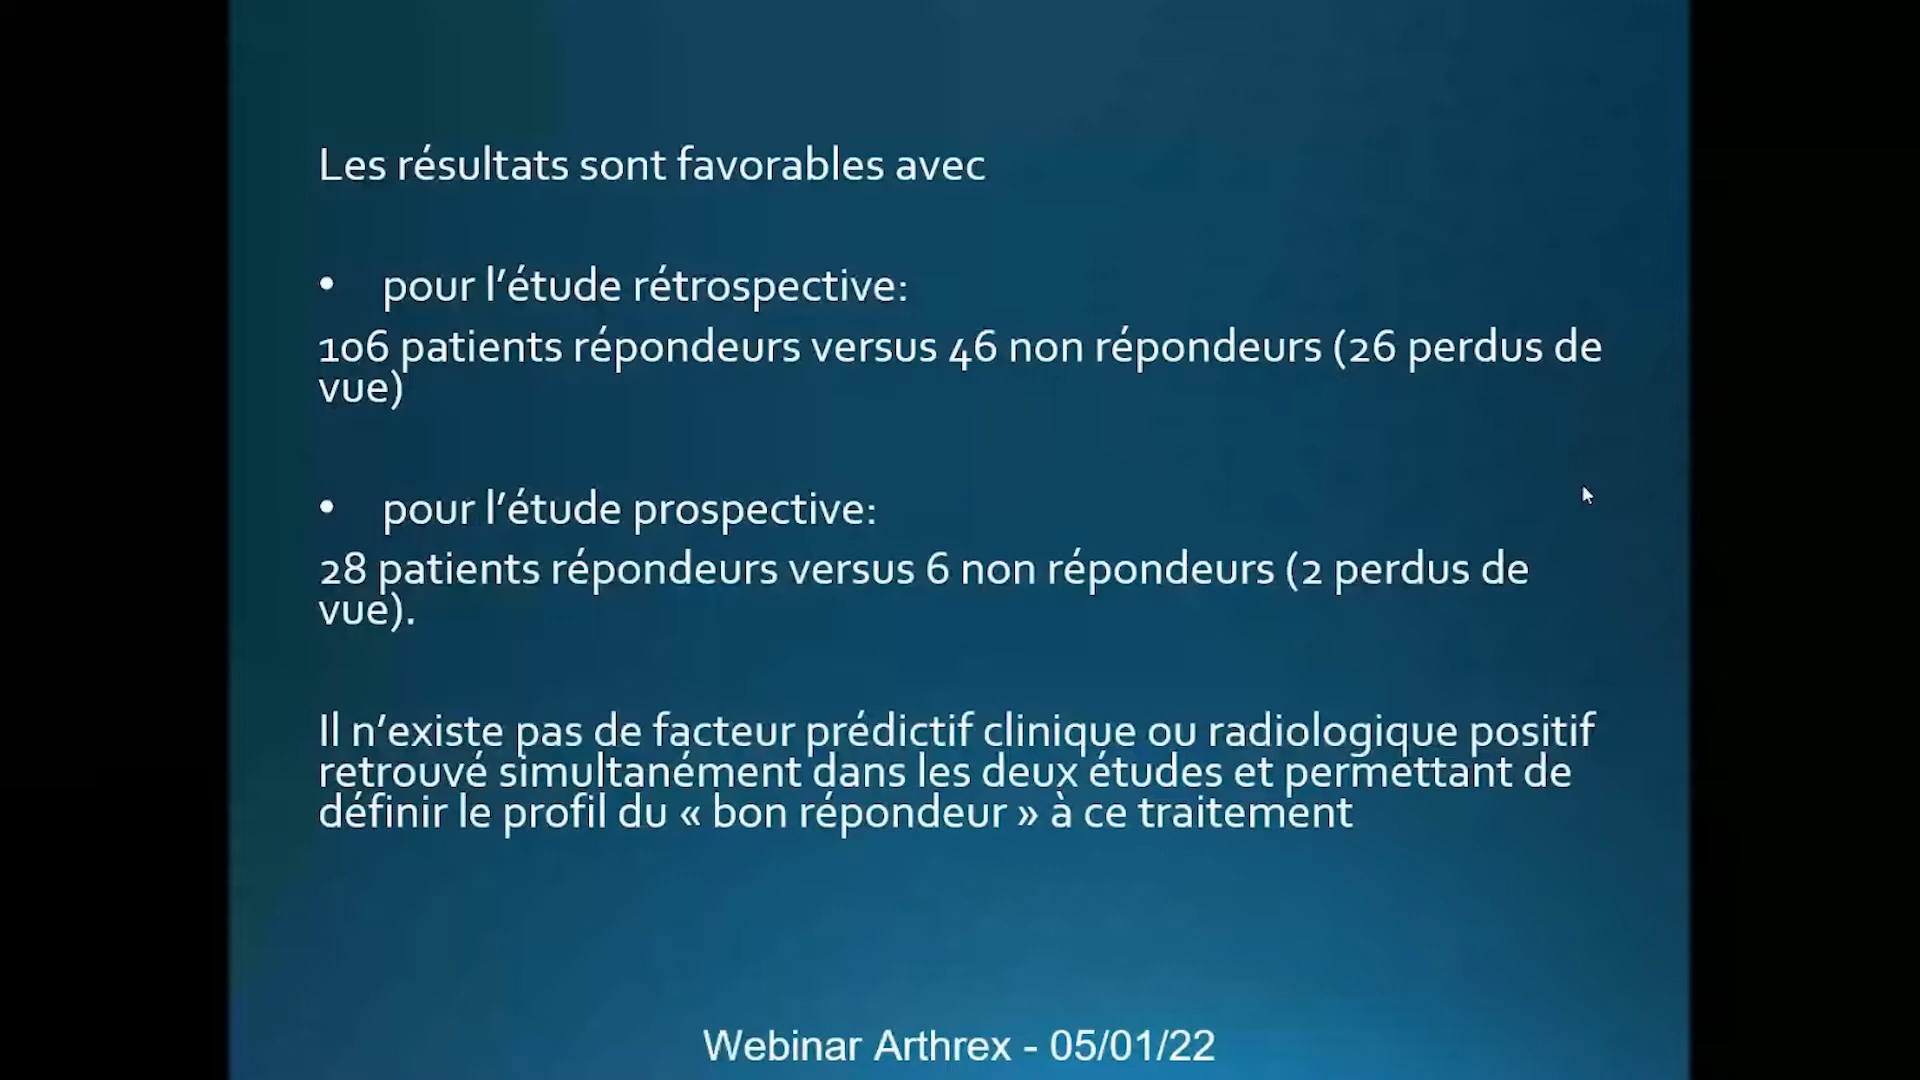 Les résultats sont favorables avec
• pour l’étude rétrospective:
106 patients répondeurs versus 46 non répondeurs (26 perdus de
vue)
• pour l’étude prospective:
28 patients répondeurs versus 6 non répondeurs (2 perdus de
vue).
Il n’existe pas de facteur prédictif clinique ou radiologique positif
retrouvé simultanément dans les deux études et permettant de
définir le profil du « bon répondeur » à ce traitement
Webinar Arthrex - 05/01/22